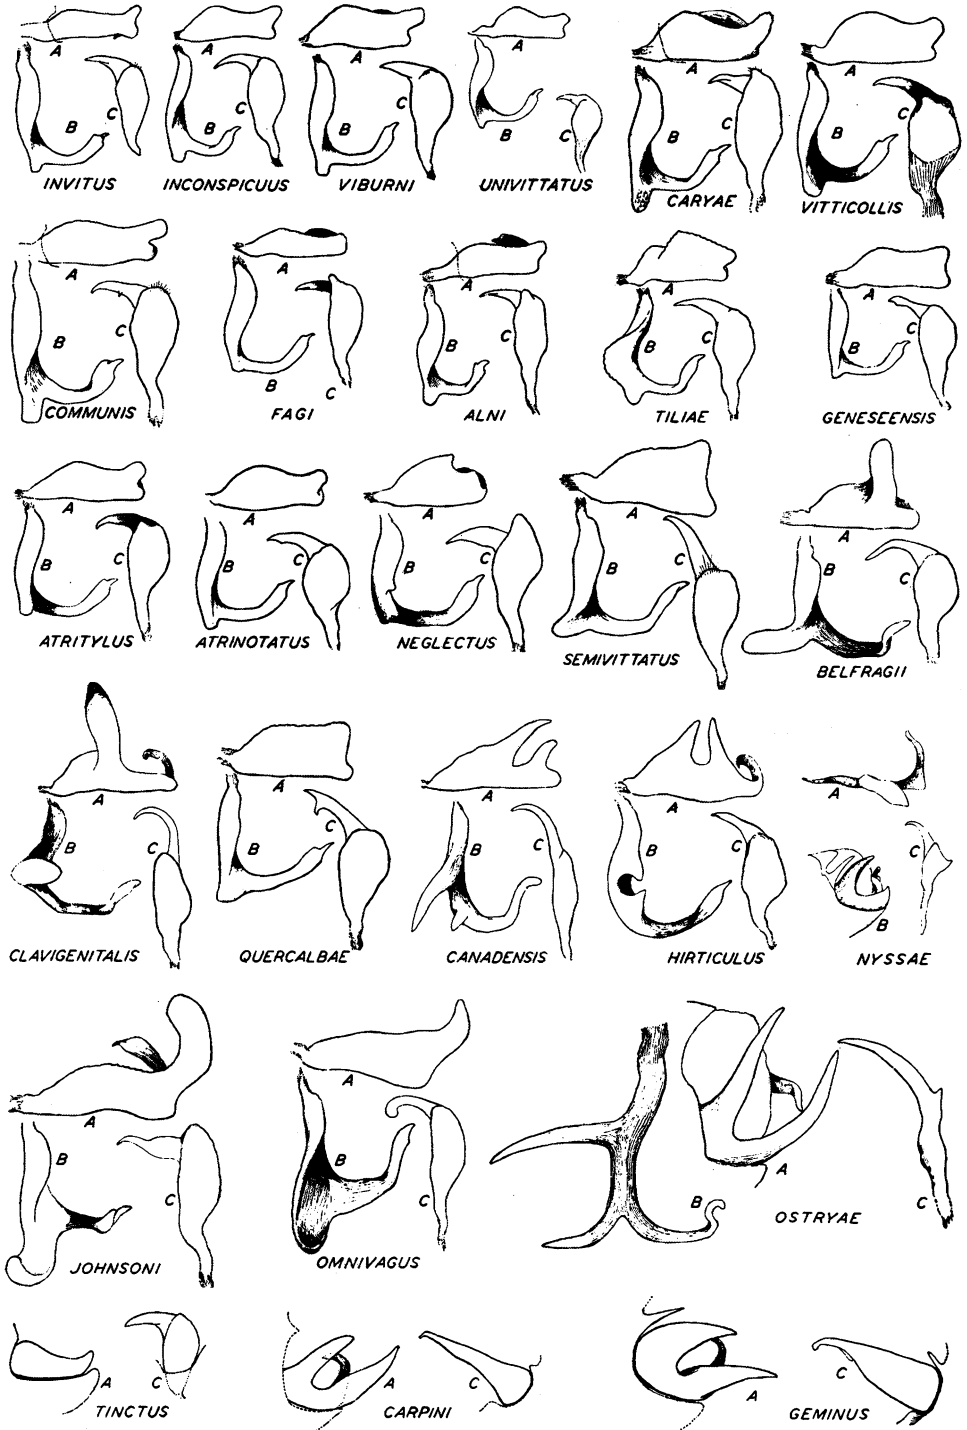 A A A A A A
B C B C B C B C B C B C
INVITUS INCONSPICUUS VIBURNI UNIVITTATUS CARYAE VITTICOLLIS
A A A A A
B C B C B C B C B C
COMMUNIS FAGI ALNI TILIAE GENESEENSIS
A A A A A
B C B C B C B C B C
ATRITYLUS ATRINOTATUS NEGLECTUS SEMIVITTATUS BELFRAGII
A A A A A
B C B C B C B C B C
CLAVIGENITALIS QUERCALBAE CANADENSIS HIRTICULUS NYSSAE
A A A
B C B C B C
JOHNSONI OMNIVAGUS OSTRYAE
A C A C A C
TINCTUS CARPINI GEMINUS